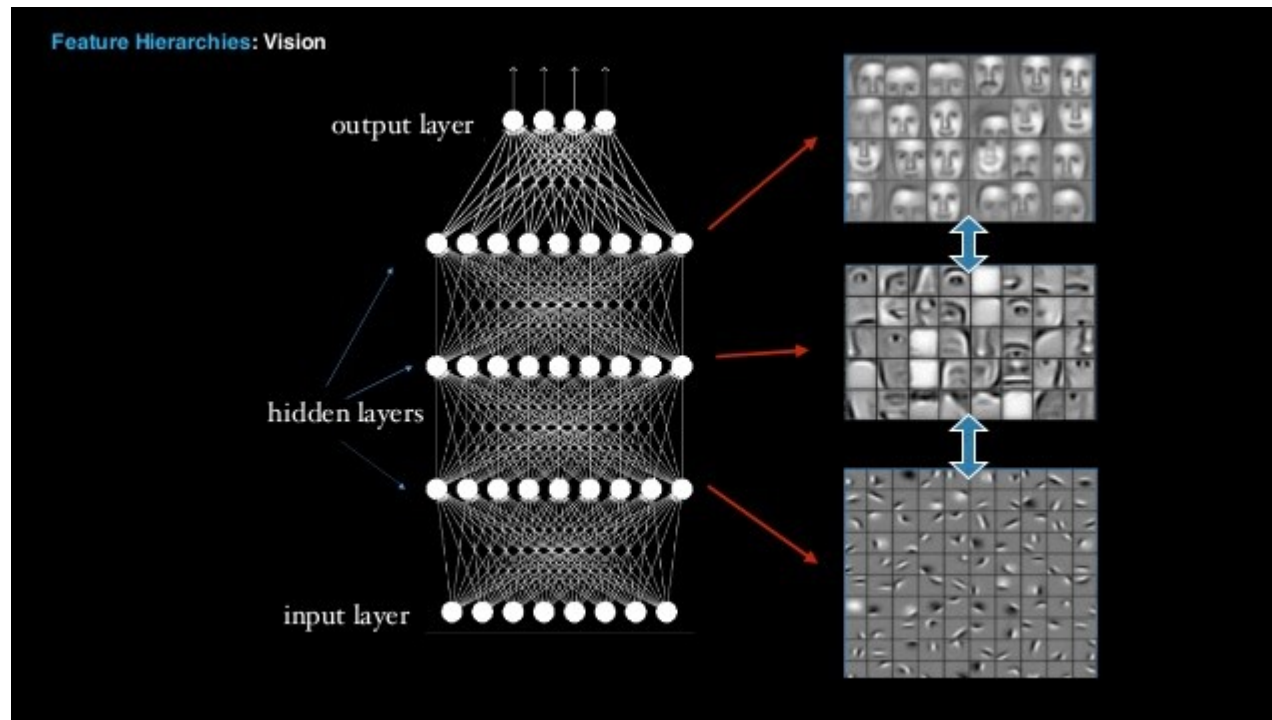 Feature Hierarchies: Vision
output layer
hidden layers
input layer